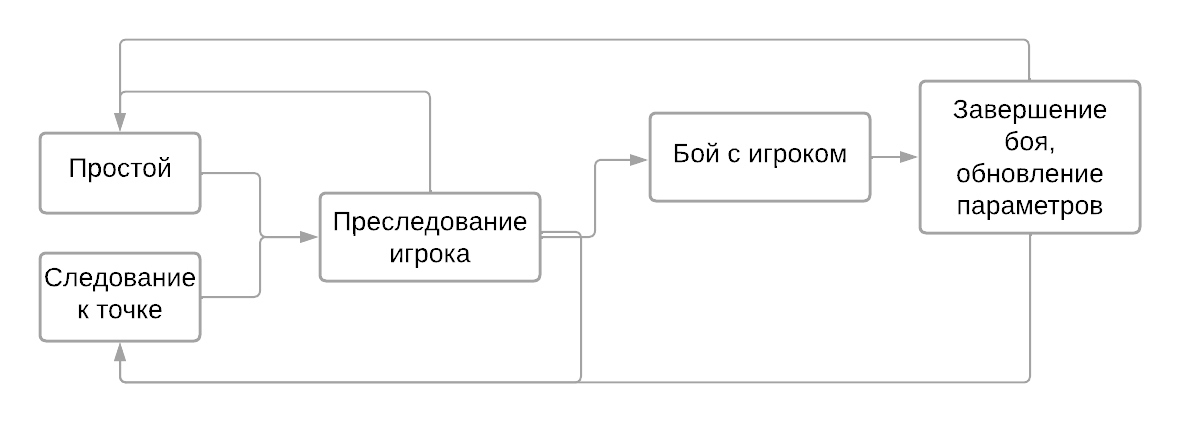 Простой
Следование
к точке
Преследование
игрока
Бой с игроком
Завершение
боя,
обновление
параметров